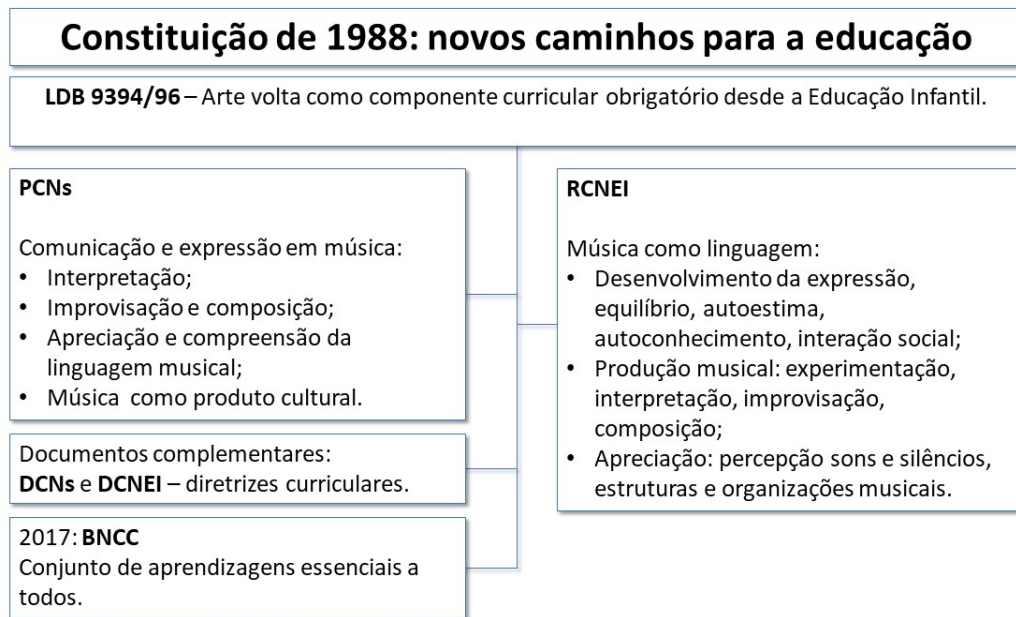 Constituição de 1988: novos caminhos para a educação
LDB 9394/96 – Arte volta como componente curricular obrigatório desde a Educação Infantil.
PCNs
Comunicação e expressão em música:
• Interpretação;
• Improvisação e composição;
• Apreciação e compreensão da
linguagem musical;
• Música como produto cultural.
Documentos complementares:
DCNs e DCNEI – diretrizes curriculares.
2017: BNCC
Conjunto de aprendizagens essenciais a
todos.
RCNEI
Música como linguagem:
• Desenvolvimento da expressão,
equilíbrio, autoestima,
autoconhecimento, interação social;
• Produção musical: experimentação,
interpretação, improvisação,
composição;
• Apreciação: percepção sons e silêncios,
estruturas e organizações musicais.